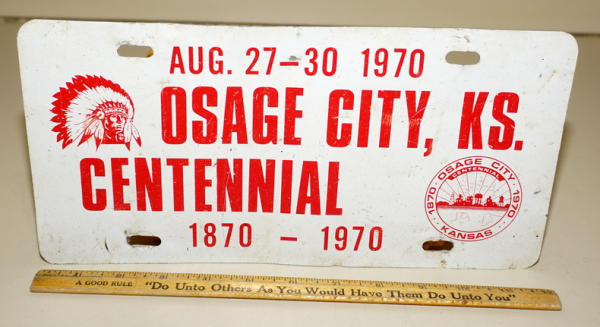 AUG. 27-30 1970
OSAGE CITY, KS.
CENTENNIAL
1870 - 1970
OSAGE CITY
CENTENNIAL
1870 · 1970
KANSAS
A GOOD RULE "Do Unto Others As You Would Have Them Do Unto You"